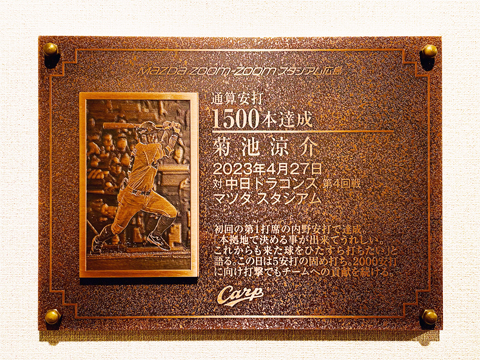 mazda zoom-zoom スタジアム広島
通算安打
1500本達成
菊池涼介
2023年4月27日
対 中日ドラゴンズ 第4回戦
マツダ スタジアム
初回の第1打席の内野安打で達成。
「本拠地で決める事が出来てうれしい。
これからも来た球をひたすら打ちたい」と
語る。この日は5安打の固め打ち。2000安打
に向け打撃でもチームへの貢献を続ける。
Carp